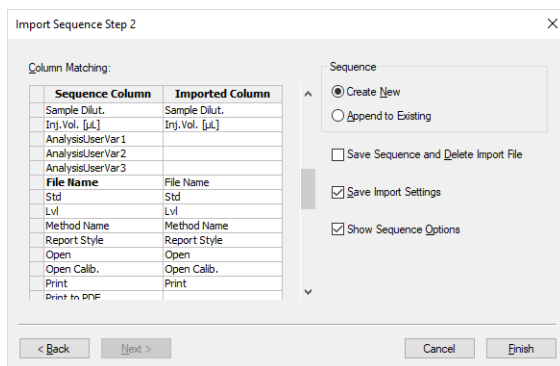 Import Sequence Step 2
Column Matching:
Sequence Column Imported Column
Sample Dilut. Sample Dilut.
Inj.Vol. [µL] Inj.Vol. [µL]
AnalysisUserVar1
AnalysisUserVar2
AnalysisUserVar3
File Name File Name
Std Std
Lvl Lvl
Method Name Method Name
Report Style Report Style
Open Open
Open Calib. Open Calib.
Print Print
Print to PDF
Sequence
Create New
Append to Existing
Save Sequence and Delete Import File
Save Import Settings
Show Sequence Options
< Back Next > Cancel Finish